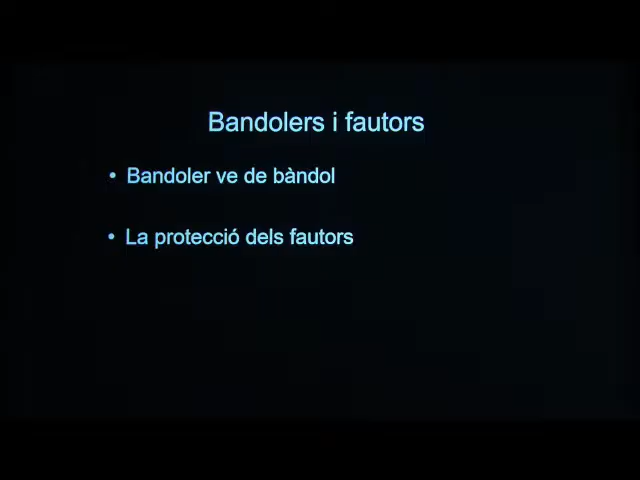 Bandolers i fautors
• Bandoler ve de bàndol
• La protecció dels fautors